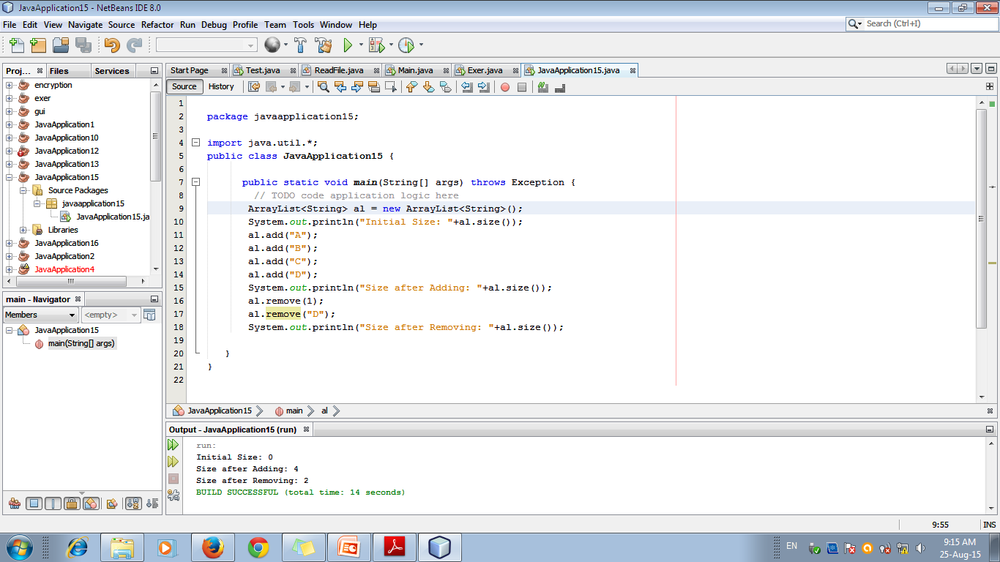 JavaApplication15 - NetBeans IDE 8.0
File Edit View Navigate Source Refactor Run Debug Profile Team Tools Window Help
Search (Ctrl+I)
Proj... Files Services
encryption
exer
gui
JavaApplication1
JavaApplication10
JavaApplication12
JavaApplication13
JavaApplication15
Source Packages
javaapplication15
JavaApplication15.ja
Libraries
JavaApplication16
JavaApplication2
JavaApplication4
main - Navigator
Members <empty>
JavaApplication15
main(String[] args)
Start Page Test.java ReadFile.java Main.java Exer.java JavaApplication15.java
Source History
1
2 package javaapplication15;
3
4 import java.util.*;
5 public class JavaApplication15 {
6
7 public static void main(String[] args) throws Exception {
8 // TODO code application logic here
9 ArrayList<String> al = new ArrayList<String>();
10 System.out.println("Initial Size: "+al.size());
11 al.add("A");
12 al.add("B");
13 al.add("C");
14 al.add("D");
15 System.out.println("Size after Adding: "+al.size());
16 al.remove(1);
17 al.remove("D");
18 System.out.println("Size after Removing: "+al.size());
19
20 }
21 }
22
JavaApplication15 main al
Output - JavaApplication15 (run)
run:
Initial Size: 0
Size after Adding: 4
Size after Removing: 2
BUILD SUCCESSFUL (total time: 14 seconds)
9:55 INS
EN
9:15 AM
25-Aug-15